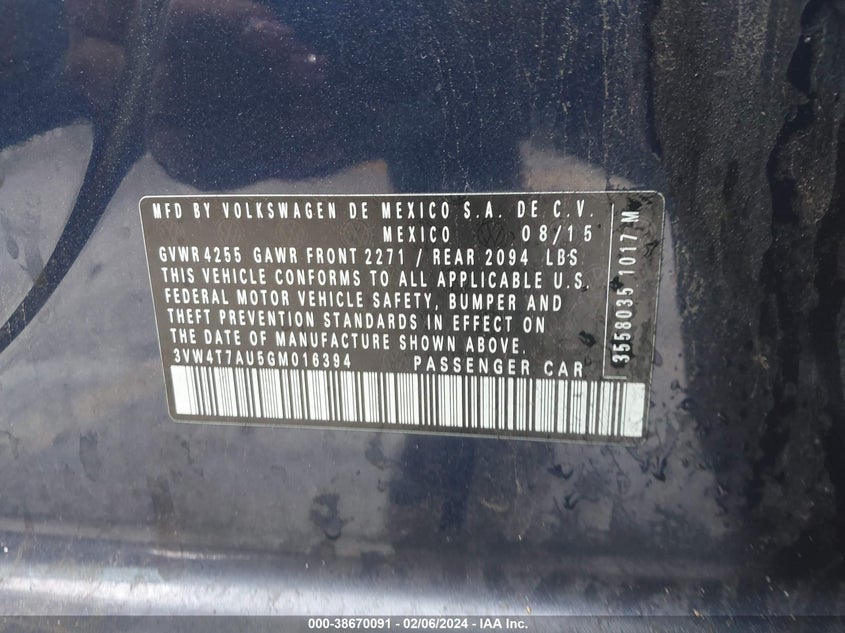 MFD BY VOLKSWAGEN DE MEXICO S.A. DE C.V.
MEXICO 08/15
GVWR 4255 GAWR FRONT 2271 / REAR 2094 LBS
THIS VEHICLE CONFORMS TO ALL APPLICABLE U.S.
FEDERAL MOTOR VEHICLE SAFETY, BUMPER AND
THEFT PREVENTION STANDARDS IN EFFECT ON
THE DATE OF MANUFACTURE SHOWN ABOVE.
3VW4T7AU5GM016394 PASSENGER CAR
3558035 1017 M
000-38670091 - 02/06/2024 - IAA Inc.